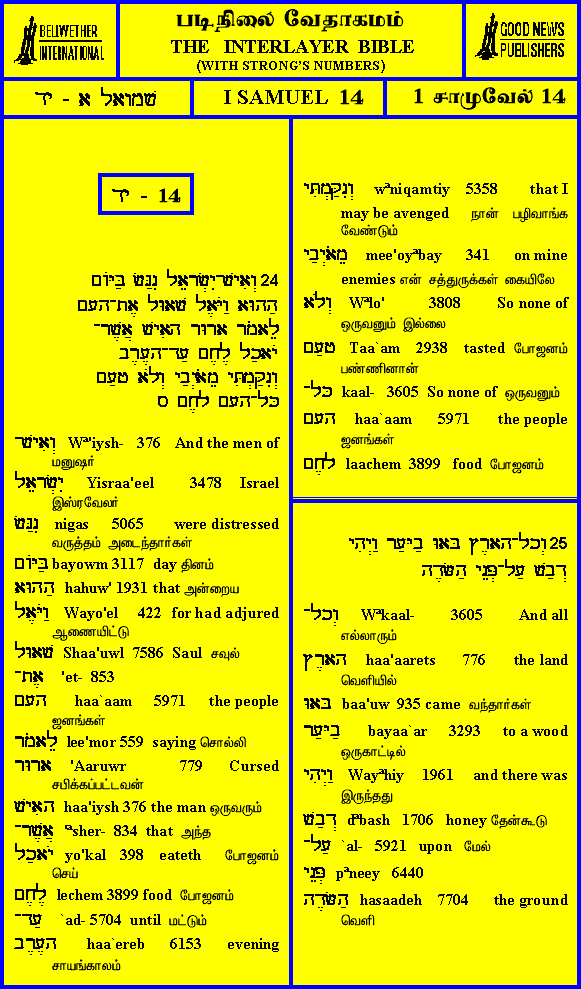 BELLWETHER
INTERNATIONAL
படிநிலை வேதாகமம்
THE INTERLAYER BIBLE
(WITH STRONG'S NUMBERS)
GOOD NEWS
PUBLISHERS
שמואל א - יד
I SAMUEL 14
1 சாமுவேல் 14
יד - 14
24 וְאִישׁ־יִשְׂרָאֵל נִגַּשׂ בַּיּוֹם
הַהוּא וַיֹּאֶל שָׁאוּל אֶת־הָעָם
לֵאמֹר אָרוּר הָאִישׁ אֲשֶׁר־
יֹאכַל לֶחֶם עַד־הָעֶרֶב
וְנִקַּמְתִּי מֵאֹיְבַי וְלֹא טָעַם
כָּל־הָעָם לָחֶם ס
וְאִישׁ־ Wᵊ'iysh- 376 And the men of
மனுஷர்
יִשְׂרָאֵל Yisraa'eel 3478 Israel
இஸ்ரவேலர்
נִגַּשׂ nigas 5065 were distressed
வருத்தம் அடைந்தார்கள்
בַּיּוֹם bayowm 3117 day தினம்
הַהוּא hahuw' 1931 that அன்றைய
וַיֹּאֶל Wayo'el 422 for had adjured
ஆணையிட்டு
שָׁאוּל Shaa'uwl 7586 Saul சவுல்
אֶת־ 'et- 853
הָעָם haa`aam 5971 the people
ஜனங்கள்
לֵאמֹר lee'mor 559 saying சொல்லி
אָרוּר 'Aaruwr 779 Cursed
சபிக்கப்பட்டவன்
הָאִישׁ haa'iysh 376 the man ஒருவரும்
אֲשֶׁר־ ᵃsher- 834 that அந்த
יֹאכַל yo'kal 398 eateth போஜனம்
செய்
לֶחֶם lechem 3899 food போஜனம்
עַד־ `ad- 5704 until மட்டும்
הָעֶרֶב haa`ereb 6153 evening
சாயங்காலம்
וְנִקַּמְתִּי wᵊniqamtiy 5358 that I
may be avenged நான் பழிவாங்க
வேண்டும்
מֵאֹיְבַי mee'oyᵊbay 341 on mine
enemies என் சத்துருக்கள் கையிலே
וְלֹא Wᵊlo' 3808 So none of
ஒருவனும் இல்லை
טָעַם Taa`am 2938 tasted போஜனம்
பண்ணினான்
כָּל־ kaal- 3605 So none of ஒருவனும்
הָעָם haa`aam 5971 the people
ஜனங்கள்
לָחֶם laachem 3899 food போஜனம்
25 וְכָל־הָאָרֶץ בָּאוּ בַיָּעַר וַיְהִי
דְבַשׁ עַל־פְּנֵי הַשָּׂדֶה
וְכָל־ Wᵊkaal- 3605 And all
எல்லாரும்
הָאָרֶץ haa'aarets 776 the land
வெளியில்
בָּאוּ baa'uw 935 came வந்தார்கள்
בַיָּעַר bayaa`ar 3293 to a wood
ஒருகாட்டில்
וַיְהִי Wayᵊhiy 1961 and there was
இருந்தது
דְבַשׁ dᵊbash 1706 honey தேன்கூடு
עַל־ `al- 5921 upon மேல்
פְּנֵי pᵊneey 6440
הַשָּׂדֶה hasaadeh 7704 the ground
வெளி